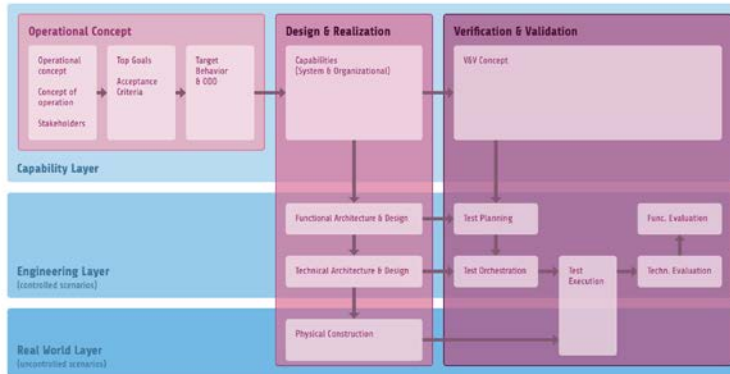 Operational Concept
Operational
concept
Concept of
operation
Stakeholders
Top Goals
Acceptance
Criteria
Target
Behavior
& ODD
Design & Realization
Capabilities
(System & Organizational)
Verification & Validation
V&V Concept
Capability Layer
Functional Architecture & Design
Test Planning
Func. Evaluation
Engineering Layer
(controlled scenarios)
Technical Architecture & Design
Test Orchestration
Test
Execution
Techn. Evaluation
Real World Layer
(uncontrolled scenarios)
Physical Construction